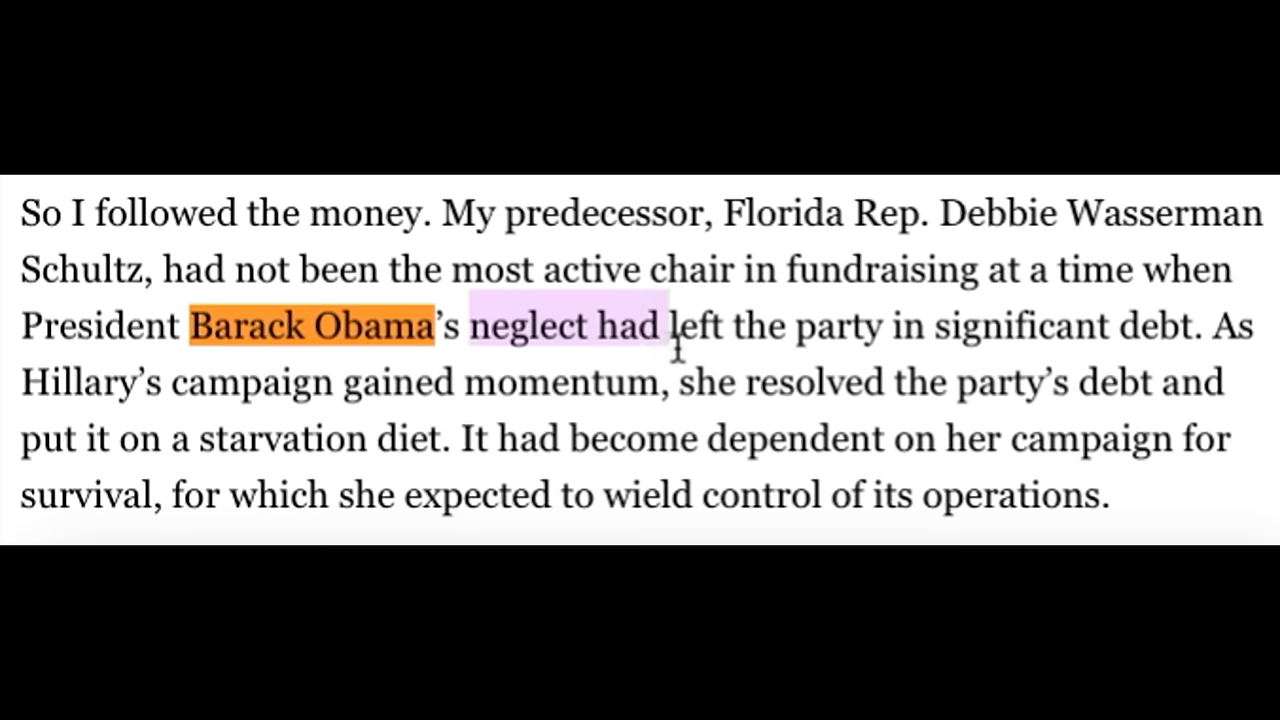 So I followed the money. My predecessor, Florida Rep. Debbie Wasserman
Schultz, had not been the most active chair in fundraising at a time when
President Barack Obama’s neglect had left the party in significant debt. As
Hillary’s campaign gained momentum, she resolved the party’s debt and
put it on a starvation diet. It had become dependent on her campaign for
survival, for which she expected to wield control of its operations.